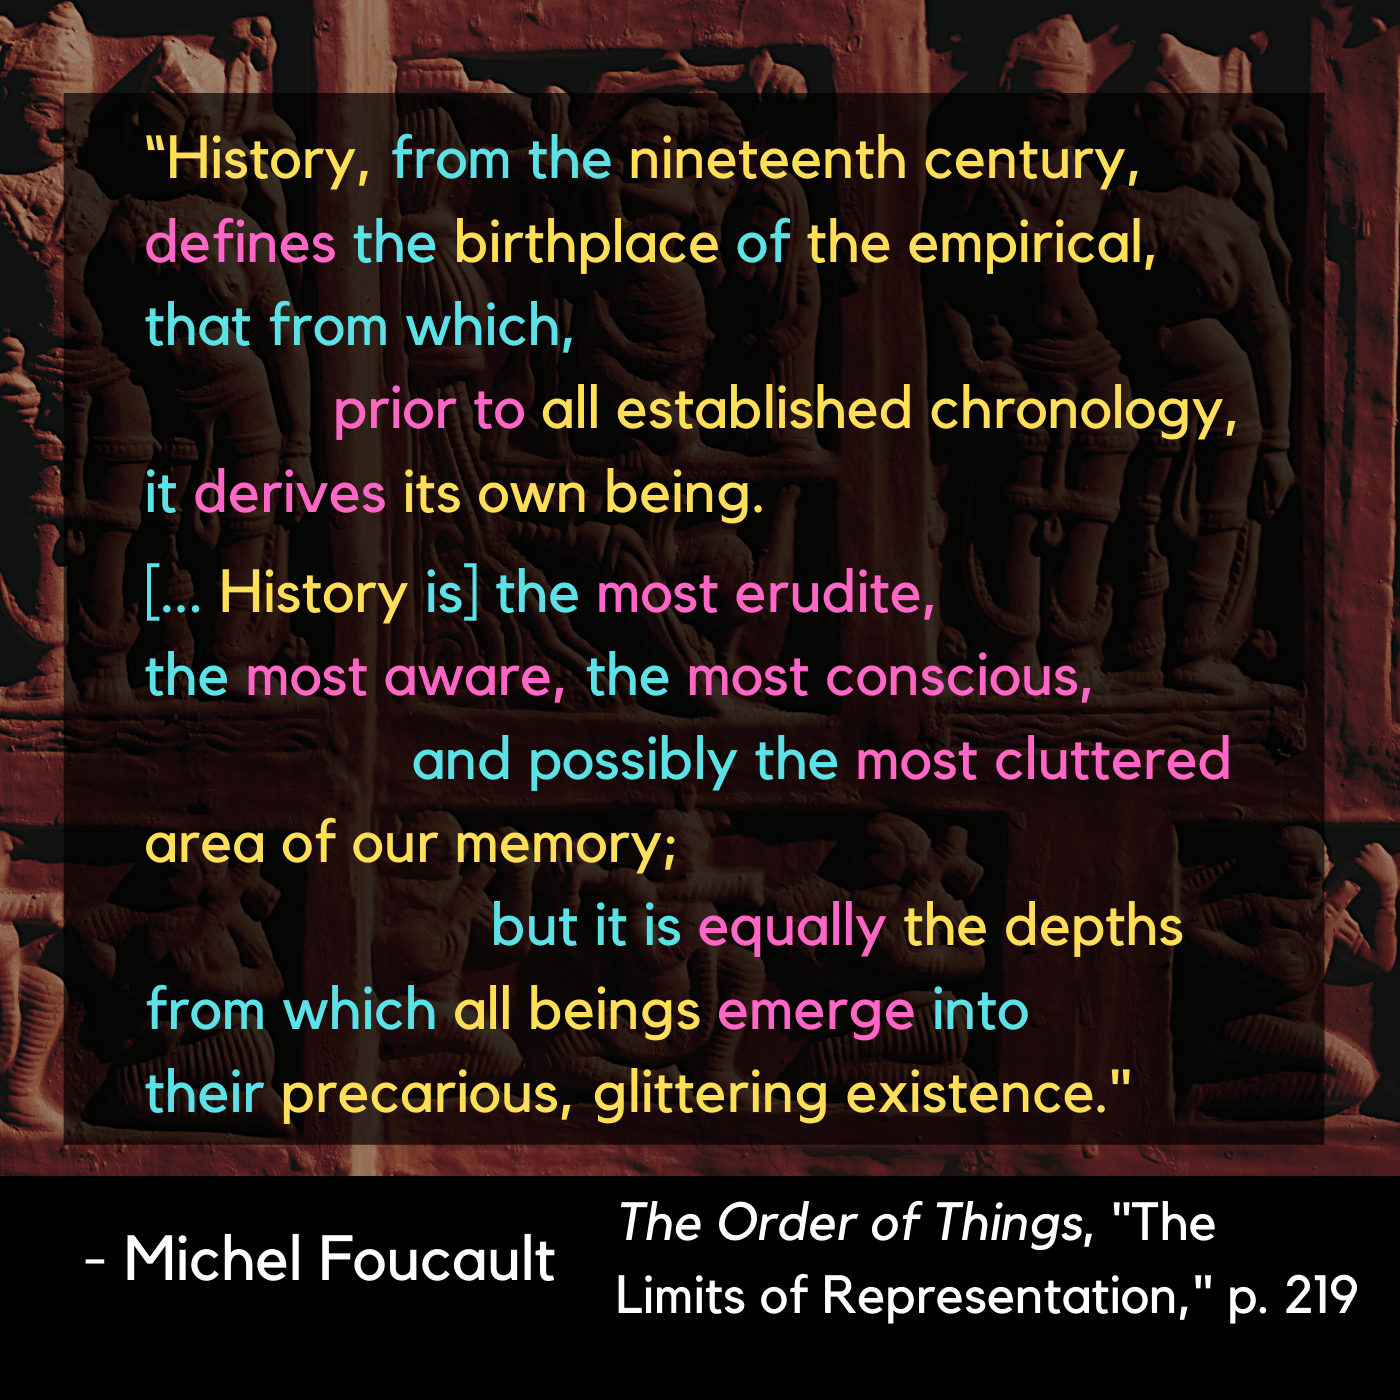 “History, from the nineteenth century,
defines the birthplace of the empirical,
that from which,
prior to all established chronology,
it derives its own being.
[... History is] the most erudite,
the most aware, the most conscious,
and possibly the most cluttered
area of our memory;
but it is equally the depths
from which all beings emerge into
their precarious, glittering existence."
- Michel Foucault
The Order of Things, "The
Limits of Representation," p. 219